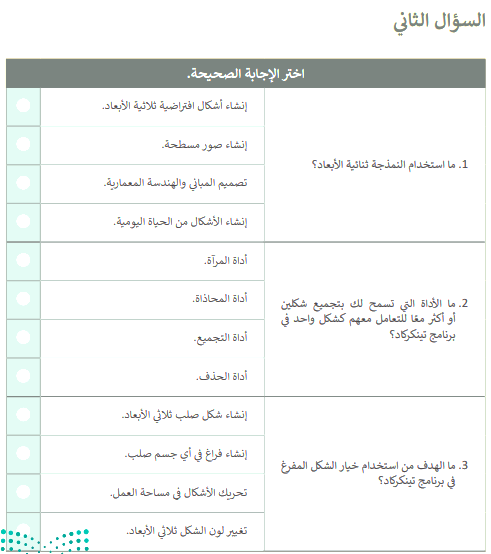 السؤال الثاني
اختر الإجابة الصحيحة.
1. ما استخدام النمذجة ثنائية الأبعاد؟
إنشاء أشكال افتراضية ثلاثية الأبعاد.
إنشاء صور مسطحة.
تصميم المباني والهندسة المعمارية.
إنشاء الأشكال من الحياة اليومية.
2. ما الأداة التي تسمح لك بتجميع شكلين
أو أكثر معًا للتعامل معهم كشكل واحد في
برنامج تينكركاد؟
أداة المرآة.
أداة المحاذاة.
أداة التجميع.
أداة الحذف.
3. ما الهدف من استخدام خيار الشكل المفرغ
في برنامج تينكركاد؟
إنشاء شكل صلب ثلاثي الأبعاد.
إنشاء فراغ في أي جسم صلب.
تحريك الأشكال في مساحة العمل.
تغيير لون الشكل ثلاثي الأبعاد.